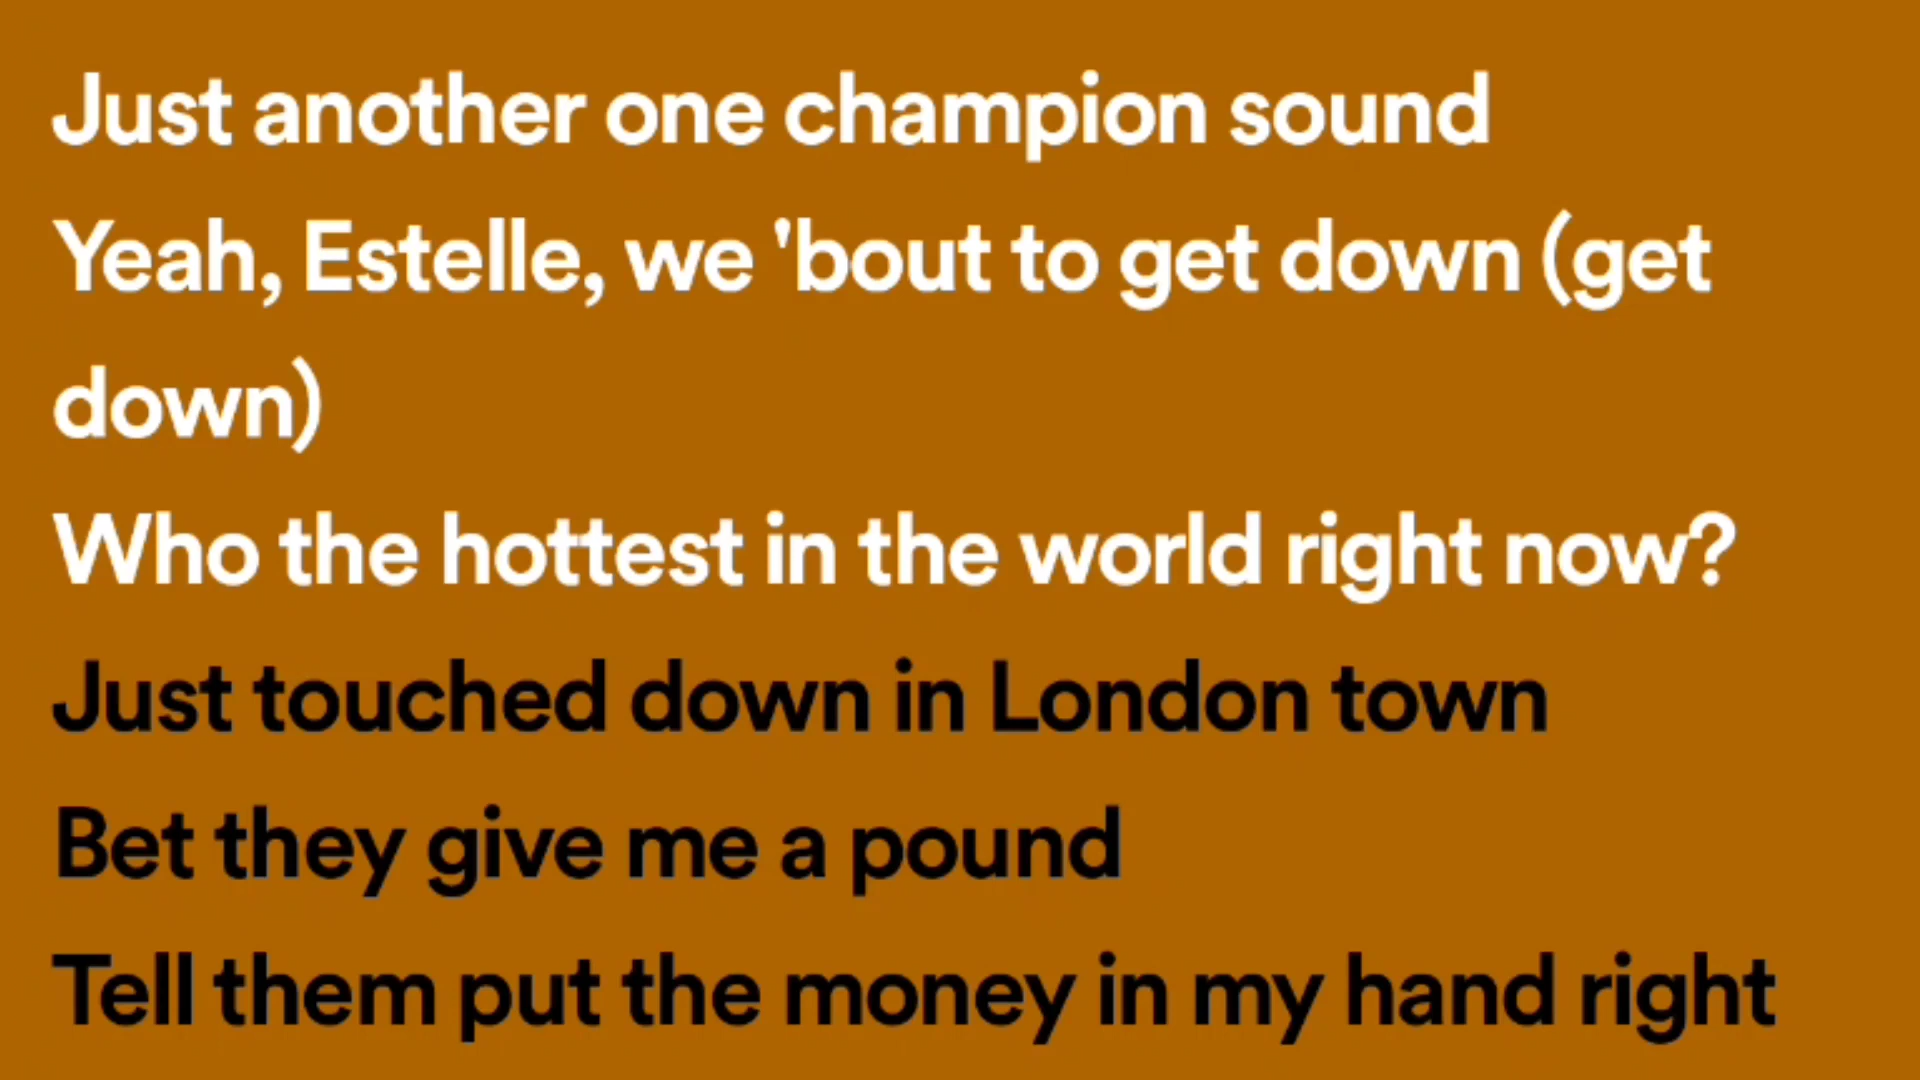 Just another one champion sound
Yeah, Estelle, we 'bout to get down (get
down)
Who the hottest in the world right now?
Just touched down in London town
Bet they give me a pound
Tell them put the money in my hand right